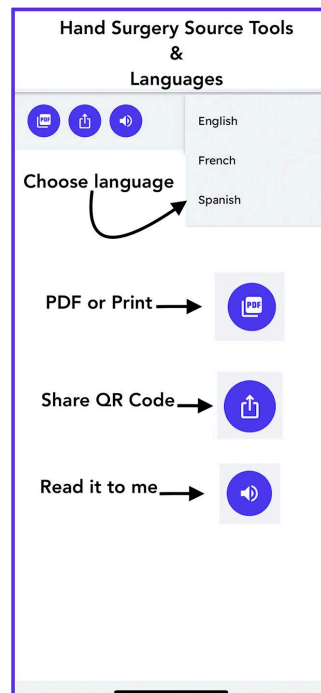 Hand Surgery Source Tools
&
Languages
PDF
English
French
Choose language
Spanish
PDF or Print
PDF
Share QR Code
Read it to me